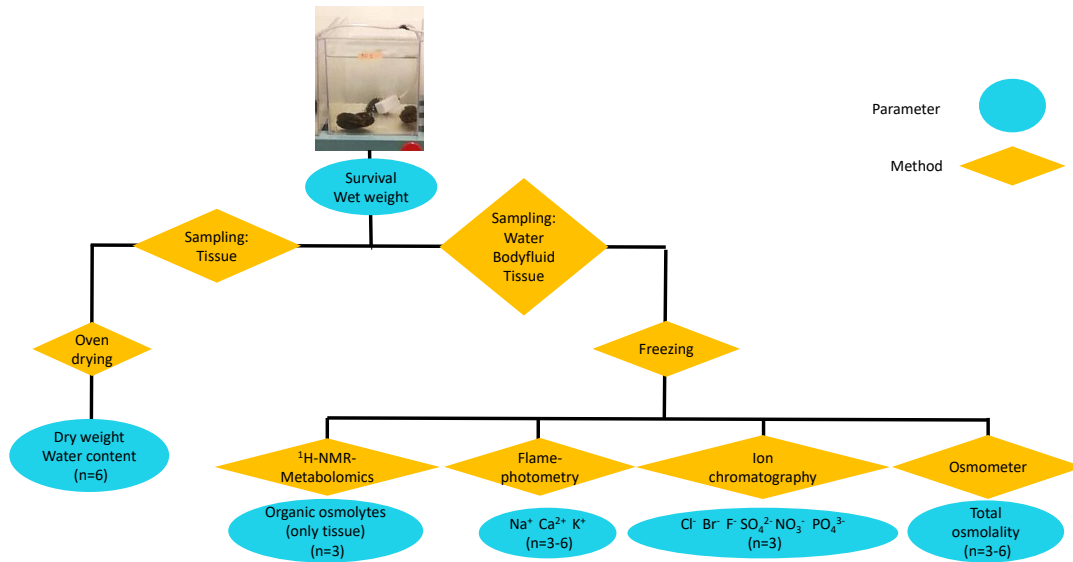 Survival
Wet weight
Parameter
Method
Sampling:
Tissue
Sampling:
Water
Bodyfluid
Tissue
Oven
drying
Freezing
Dry weight
Water content
(n=6)
¹H-NMR-
Metabolomics
Flame-
photometry
Ion
chromatography
Osmometer
Organic osmolytes
(only tissue)
(n=3)
Na⁺ Ca²⁺ K⁺
(n=3-6)
Cl⁻ Br⁻ F⁻ SO₄²⁻ NO₃⁻ PO₄³⁻
(n=3)
Total
osmolality
(n=3-6)